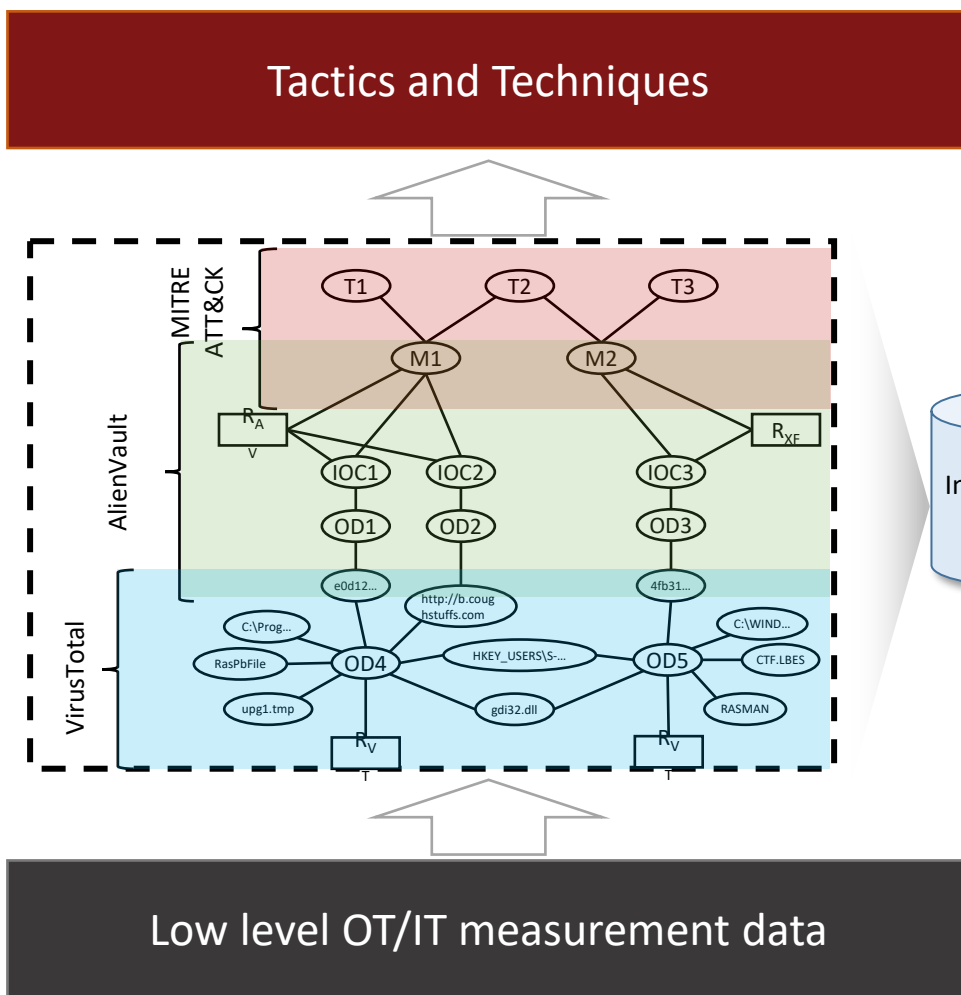 Tactics and Techniques
MITRE
ATT&CK
T1
T2
T3
M1
M2
AlienVault
R_A
V
R_XF
IOC1
IOC2
IOC3
OD1
OD2
OD3
VirusTotal
e0d12...
http://b.coug
hstuffs.com
4fb31...
C:\Prog...
C:\WIND...
RasPbFile
OD4
HKEY_USERS\S-...
OD5
CTF.LBES
upg1.tmp
gdi32.dll
RASMAN
R_V
T
R_V
T
In
Low level OT/IT measurement data